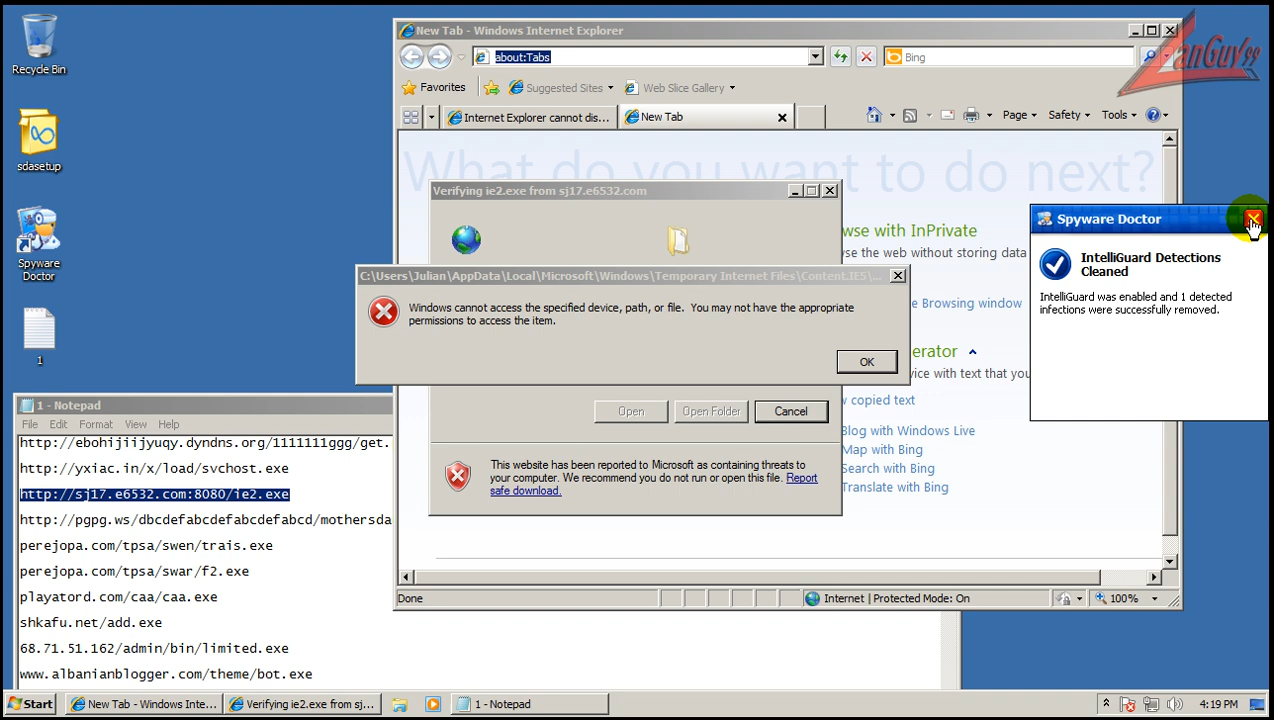 Recycle Bin
sdasetup
Spyware
Doctor
1
New Tab - Windows Internet Explorer
about:Tabs
Bing
Favorites
Suggested Sites
Web Slice Gallery
Internet Explorer cannot dis...
New Tab
Page
Safety
Tools
What do you want to do next?
wse with InPrivate
wse the web without storing data
e Browsing window
erator
vice with text that you
w copied text
Blog with Windows Live
Map with Bing
Search with Bing
Translate with Bing
Verifying ie2.exe from sj17.e6532.com
C:\Users\Julian\AppData\Local\Microsoft\Windows\Temporary Internet Files\Content.IE5\...
Windows cannot access the specified device, path, or file. You may not have the appropriate
permissions to access the item.
OK
Open
Open Folder
Cancel
This website has been reported to Microsoft as containing threats to
your computer. We recommend you do not run or open this file. Report
safe download.
Spyware Doctor
IntelliGuard Detections
Cleaned
IntelliGuard was enabled and 1 detected
infections were successfully removed.
Done
Internet | Protected Mode: On
100%
1 - Notepad
File Edit Format View Help
http://ebohijiijyuqy.dyndns.org/1111111ggg/get.
http://yxiac.in/x/load/svchost.exe
http://sj17.e6532.com:8080/ie2.exe
http://pgpg.ws/dbcdefabcdefabcdefabcd/mothersda
perejopa.com/tpsa/swen/trais.exe
perejopa.com/tpsa/swar/f2.exe
playatord.com/caa/caa.exe
shkafu.net/add.exe
68.71.51.162/admin/bin/limited.exe
www.albanianblogger.com/theme/bot.exe
Start
New Tab - Windows Inte...
Verifying ie2.exe from sj...
1 - Notepad
4:19 PM